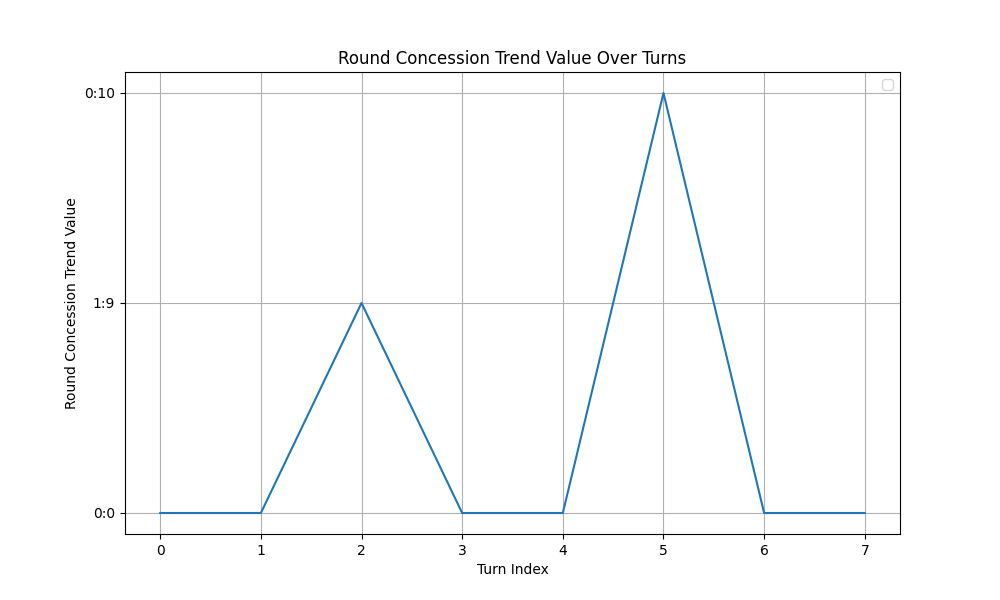 Round Concession Trend Value Over Turns
Round Concession Trend Value
0:10
1:9
0:0
0 1 2 3 4 5 6 7
Turn Index